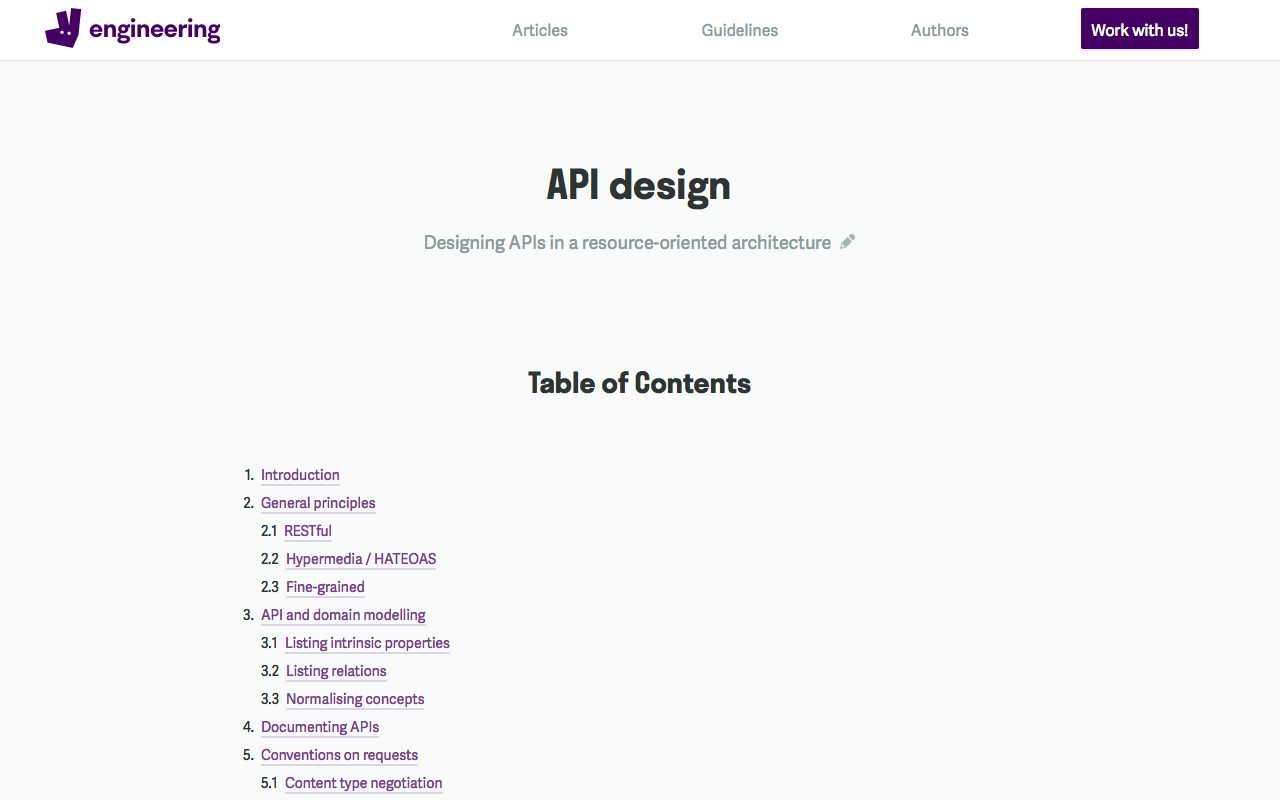 engineering
Articles
Guidelines
Authors
Work with us!
API design
Designing APIs in a resource-oriented architecture
Table of Contents
1. Introduction
2. General principles
2.1 RESTful
2.2 Hypermedia / HATEOAS
2.3 Fine-grained
3. API and domain modelling
3.1 Listing intrinsic properties
3.2 Listing relations
3.3 Normalising concepts
4. Documenting APIs
5. Conventions on requests
5.1 Content type negotiation